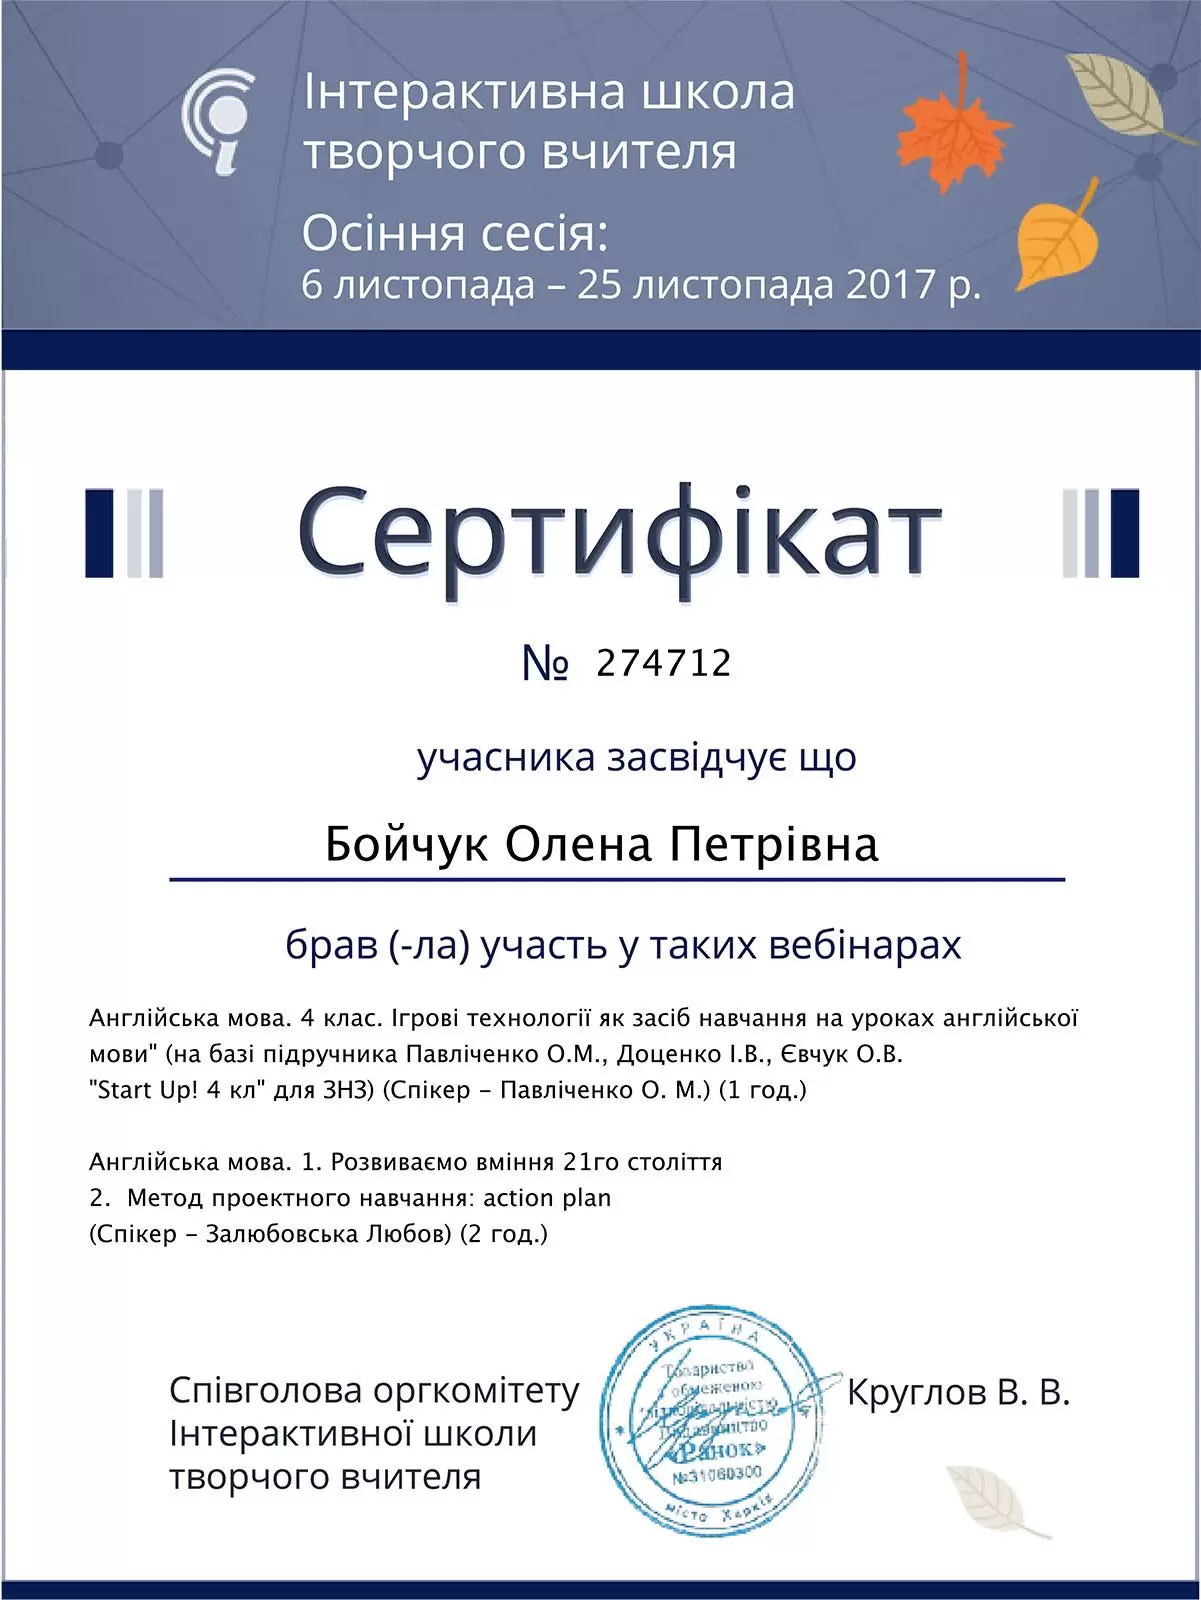 Інтерактивна школа
творчого вчителя
Осіння сесія:
6 листопада – 25 листопада 2017 р.
Сертифікат
№ 274712
учасника засвідчує що
Бойчук Олена Петрівна
брав (-ла) участь у таких вебінарах
Англійська мова. 4 клас. Ігрові технології як засіб навчання на уроках англійської
мови" (на базі підручника Павліченко О.М., Доценко І.В., Євчук О.В.
"Start Up! 4 кл" для ЗНЗ) (Спікер – Павліченко О. М.) (1 год.)
Англійська мова. 1. Розвиваємо вміння 21го століття
2. Метод проектного навчання: action plan
(Спікер – Залюбовська Любов) (2 год.)
Співголова оргкомітету
Інтерактивної школи
творчого вчителя
УКРАЇНА
Товариство
з обмеженою
відповідальністю
Видавництво
«Ранок»
№31060300
місто Харків
Круглов В. В.